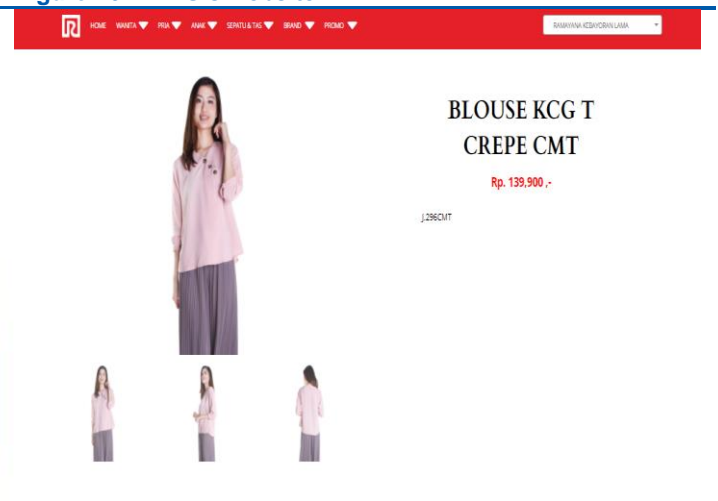 HOME WANITA PRIA ANAK SEPATU & TAS BRAND PROMO
RAMAYANA KEBAYORAN LAMA
BLOUSE KCG T
CREPE CMT
Rp. 139,900 ,-
J.296CMT